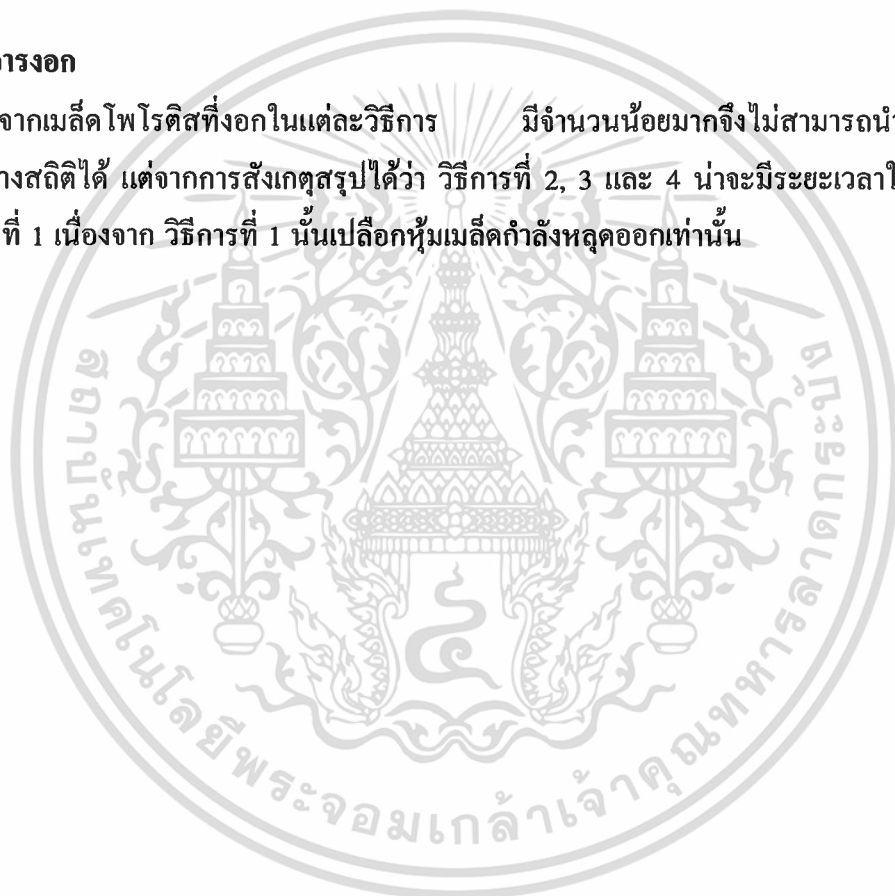 ารงอก
จากเมล็ดโพโรติสที่งอกในแต่ละวิธีการ มีจำนวนน้อยมากจึงไม่สามารถนำ
างสถิติได้ แต่จากการสังเกตุสรุปได้ว่า วิธีการที่ 2, 3 และ 4 น่าจะมีระยะเวลาใ
ที่ 1 เนื่องจาก วิธีการที่ 1 นั้นเปลือกหุ้มเมล็ดกำลังหลุดออกเท่านั้น
สถาบันเทคโนโลยีพระจอมเกล้าเจ้าคุณทหารลาดกระบัง